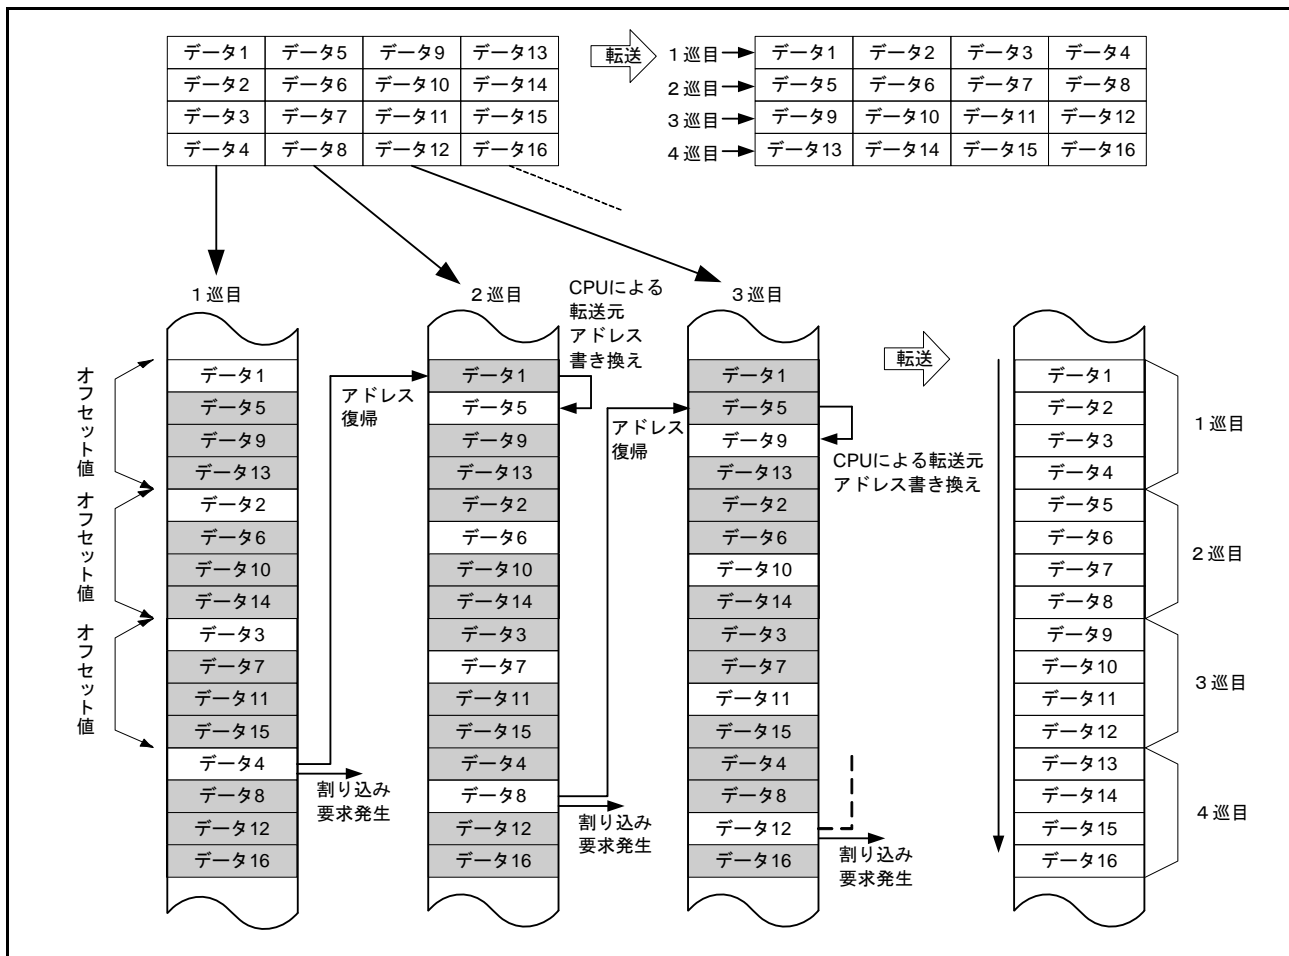 データ1 データ5 データ9 データ13
データ2 データ6 データ10 データ14
データ3 データ7 データ11 データ15
データ4 データ8 データ12 データ16
転送
1巡目 データ1 データ2 データ3 データ4
2巡目 データ5 データ6 データ7 データ8
3巡目 データ9 データ10 データ11 データ12
4巡目 データ13 データ14 データ15 データ16
1巡目
オフセット値
オフセット値
オフセット値
データ1
データ5
データ9
データ13
データ2
データ6
データ10
データ14
データ3
データ7
データ11
データ15
データ4
データ8
データ12
データ16
アドレス
復帰
割り込み
要求発生
2巡目
CPUによる
転送元
アドレス
書き換え
データ1
データ5
データ9
データ13
データ2
データ6
データ10
データ14
データ3
データ7
データ11
データ15
データ4
データ8
データ12
データ16
アドレス
復帰
割り込み
要求発生
3巡目
データ1
データ5
データ9
データ13
データ2
データ6
データ10
データ14
データ3
データ7
データ11
データ15
データ4
データ8
データ12
データ16
CPUによる転送元
アドレス書き換え
割り込み
要求発生
転送
データ1
データ2
データ3
データ4
データ5
データ6
データ7
データ8
データ9
データ10
データ11
データ12
データ13
データ14
データ15
データ16
1巡目
2巡目
3巡目
4巡目